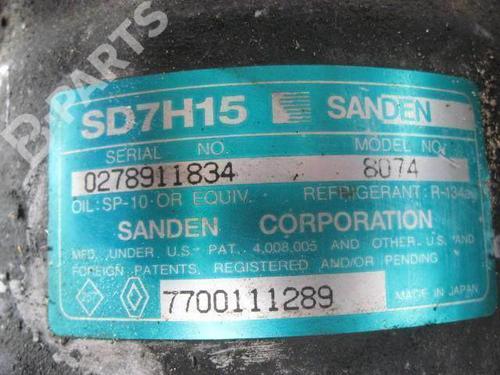 B-PARTS
SD7H15 SANDEN
SERIAL NO. MODEL NO.
0278911834 8074
OIL:SP-10 OR EQUIV. REFRIGERANT:R-134a
SANDEN CORPORATION
MFD. UNDER U.S. PAT. 4,008,005 AND OTHER U.S. AND
FOREIGN PATENTS, REGISTERED AND/OR PENDING
7700111289 MADE IN JAPAN
B-PARTS